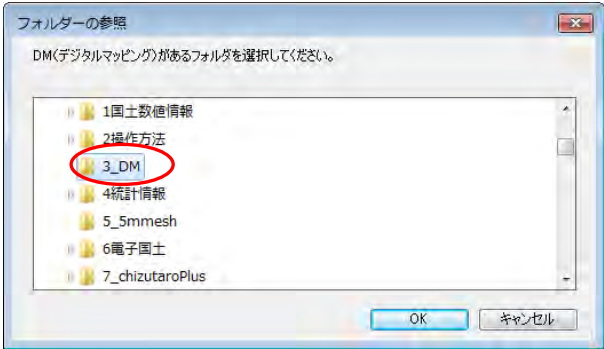 フォルダーの参照
DM(デジタルマッピング)があるフォルダを選択してください。
1国土数値情報
2操作方法
3_DM
4統計情報
5_5mmesh
6電子国土
7_chizutaroPlus
OK
キャンセル